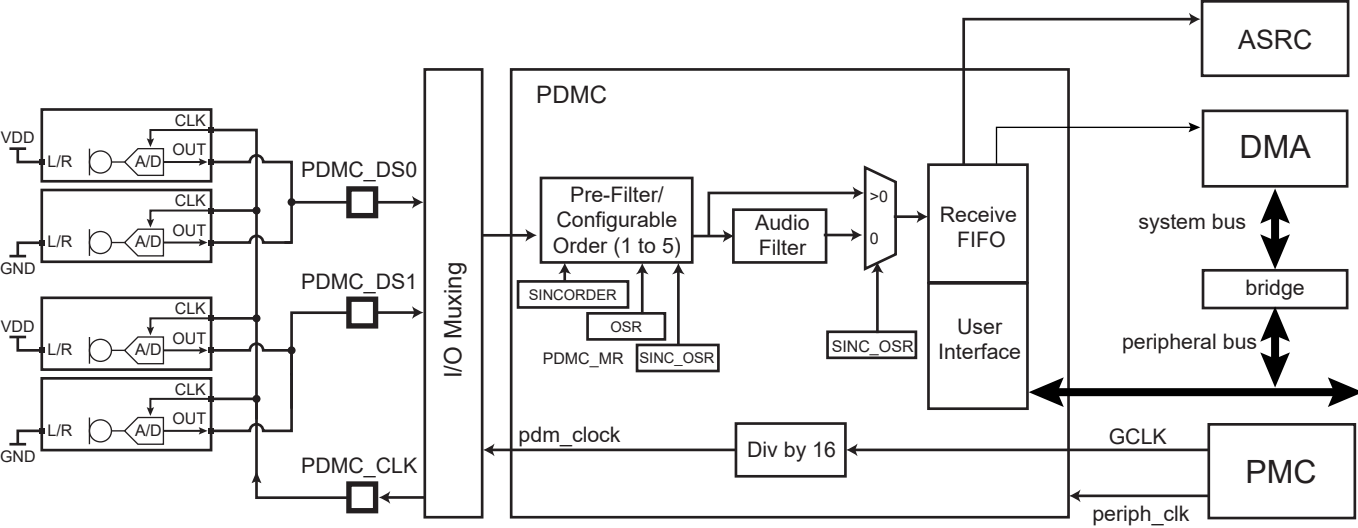 ASRC
PDMC
CLK
VDD
OUT
L/R
A/D
PDMC_DS0
DMA
CLK
OUT
L/R
A/D
GND
Pre-Filter/
Configurable
Order (1 to 5)
Audio
Filter
>0
0
Receive
FIFO
system bus
PDMC_DS1
SINCORDER
OSR
PDMC_MR
SINC_OSR
SINC_OSR
User
Interface
bridge
peripheral bus
CLK
VDD
OUT
L/R
A/D
I/O Muxing
CLK
OUT
L/R
A/D
GND
PDMC_CLK
pdm_clock
Div by 16
GCLK
PMC
periph_clk